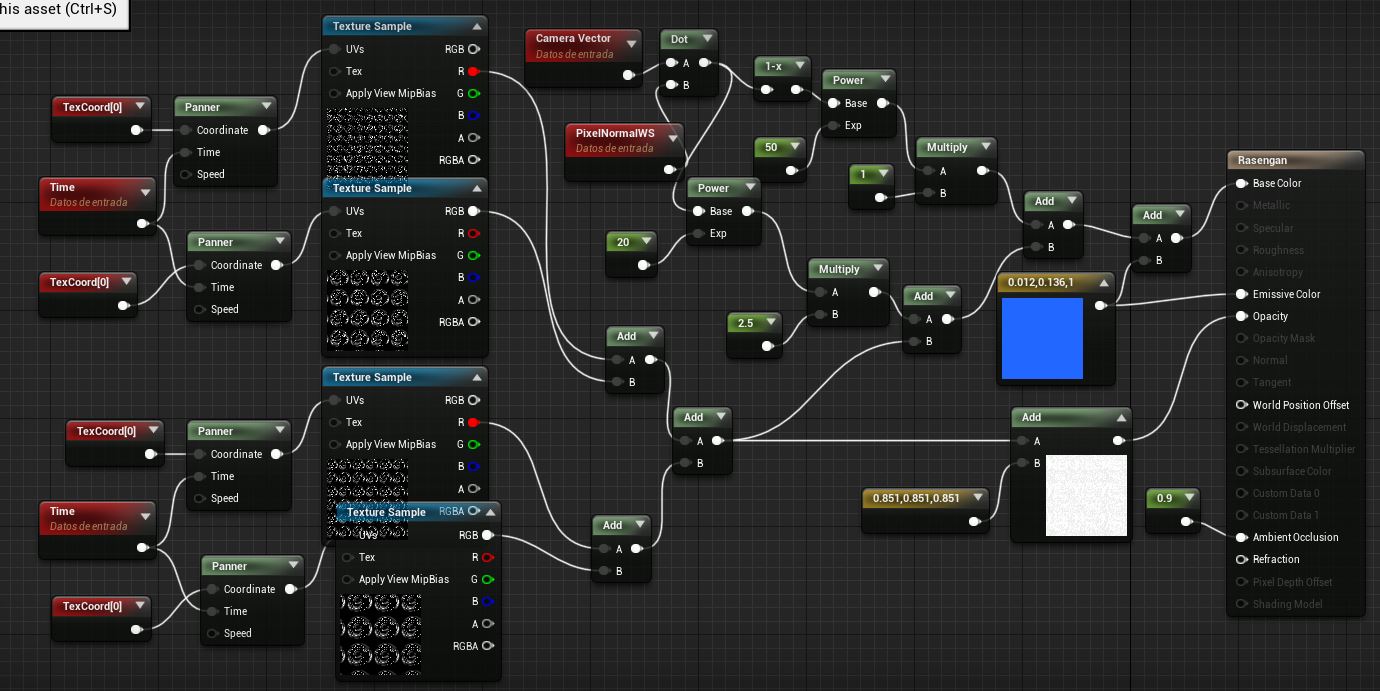 his asset (Ctrl+S)
TexCoord[0]
Panner
Coordinate
Time
Speed
Time
Datos de entrada
Panner
Coordinate
Time
Speed
TexCoord[0]
Texture Sample
UVs RGB
Tex R
Apply View MipBias G
B
A
RGBA
Texture Sample
UVs RGB
Tex R
Apply View MipBias G
B
A
RGBA
TexCoord[0]
Panner
Coordinate
Time
Speed
Time
Datos de entrada
Panner
Coordinate
Time
Speed
TexCoord[0]
Texture Sample
UVs RGB
Tex R
Apply View MipBias G
B
A
RGBA
Texture Sample
UVs RGB
Tex R
Apply View MipBias G
B
A
RGBA
Camera Vector
Datos de entrada
Dot
A
B
1-x
Power
Base
Exp
PixelNormalWS
Datos de entrada
50
1
Multiply
A
B
Power
Base
Exp
20
Multiply
A
B
2.5
Add
A
B
Add
A
B
Add
A
B
0.012,0.136,1
Add
A
B
Add
A
B
Add
A
B
Add
A
B
0.851,0.851,0.851
0.9
Rasengan
Base Color
Metallic
Specular
Roughness
Anisotropy
Emissive Color
Opacity
Opacity Mask
Normal
Tangent
World Position Offset
World Displacement
Tessellation Multiplier
Subsurface Color
Custom Data 0
Custom Data 1
Ambient Occlusion
Refraction
Pixel Depth Offset
Shading Model